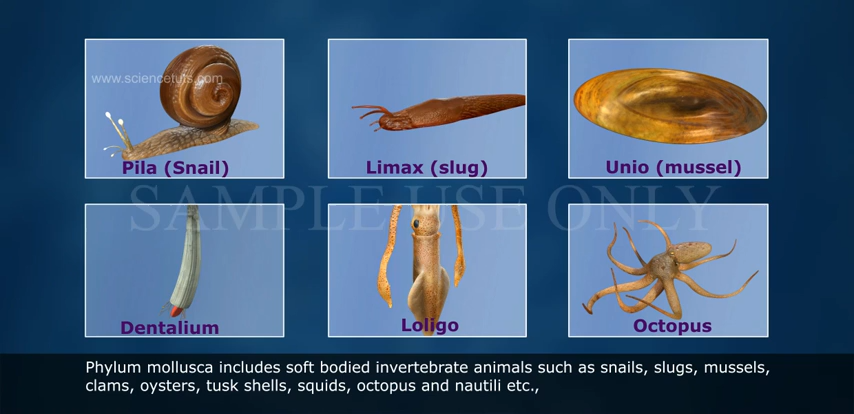 www.sciencetuts.com
Pila (Snail)
Limax (slug)
Unio (mussel)
SAMPLE USE ONLY
Dentalium
Loligo
Octopus
Phylum mollusca includes soft bodied invertebrate animals such as snails, slugs, mussels,
clams, oysters, tusk shells, squids, octopus and nautili etc.,